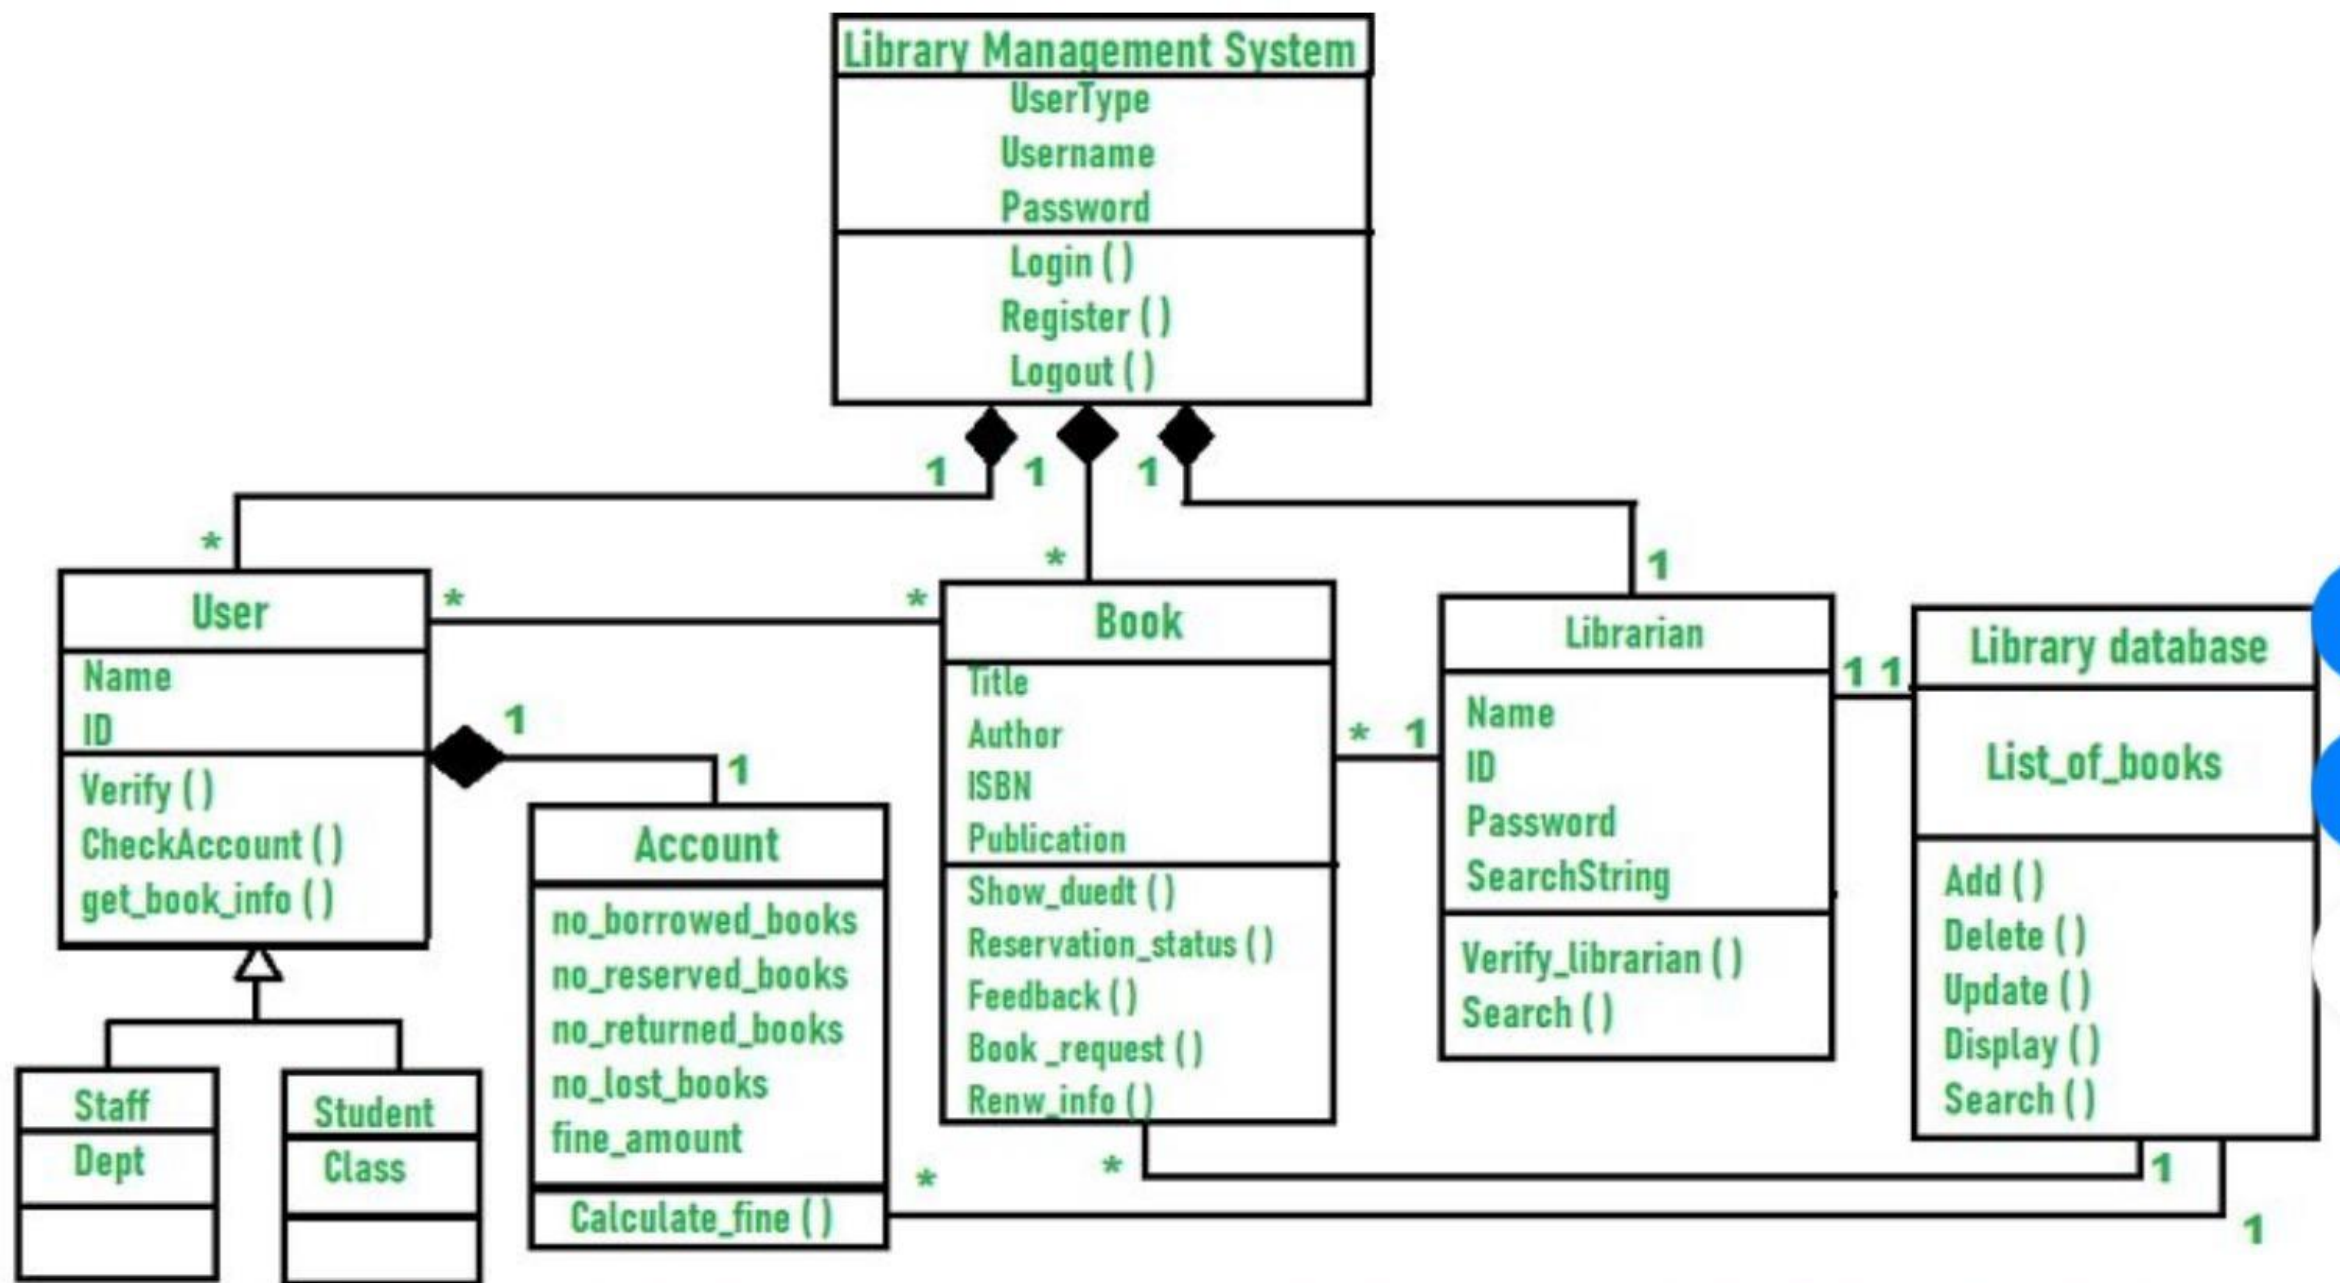 Library Management System
UserType
Username
Password
Login ( )
Register ( )
Logout ( )
1
1
1
*
*
1
User
Name
ID
Verify ( )
CheckAccount ( )
get_book_info ( )
*
*
1
1
Staff
Dept
Student
Class
Account
no_borrowed_books
no_reserved_books
no_returned_books
no_lost_books
fine_amount
Calculate_fine ( )
Book
Title
Author
ISBN
Publication
Show_duedt ( )
Reservation_status ( )
Feedback ( )
Book _request ( )
Renw_info ( )
* 1
Librarian
Name
ID
Password
SearchString
Verify_librarian ( )
Search ( )
1 1
Library database
List_of_books
Add ( )
Delete ( )
Update ( )
Display ( )
Search ( )
*
1
*
1